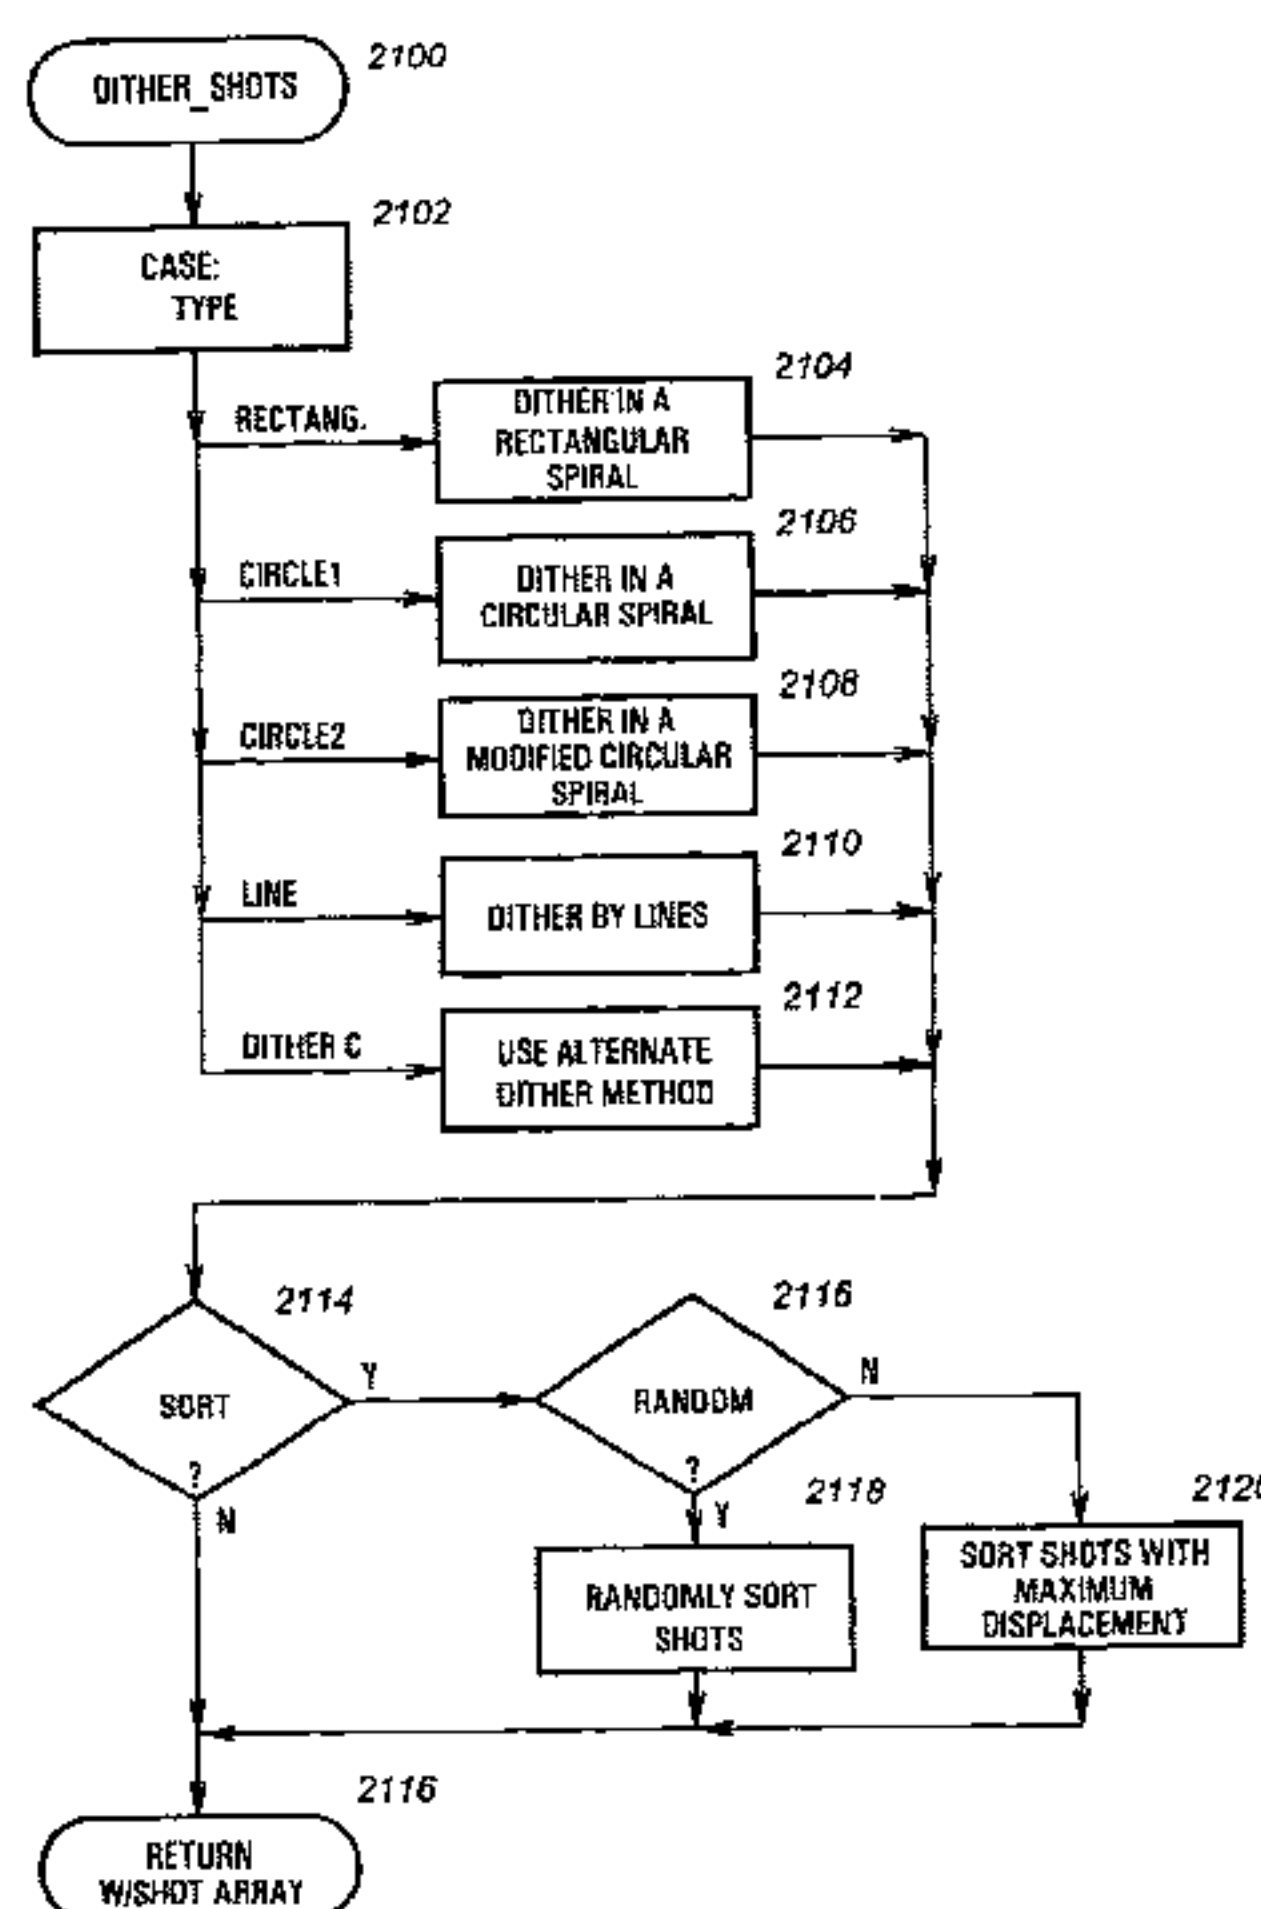 DITHER_SHOTS
2100
2102
CASE:
TYPE
2104
RECTANG.
DITHER IN A
RECTANGULAR
SPIRAL
2106
CIRCLE1
DITHER IN A
CIRCULAR SPIRAL
2108
CIRCLE2
DITHER IN A
MODIFIED CIRCULAR
SPIRAL
2110
LINE
DITHER BY LINES
2112
DITHER C
USE ALTERNATE
DITHER METHOD
2114
SORT
?
Y
N
2116
RANDOM
?
N
Y
2118
RANDOMLY SORT
SHOTS
2120
SORT SHOTS WITH
MAXIMUM
DISPLACEMENT
2116
RETURN
W/SHOT ARRAY